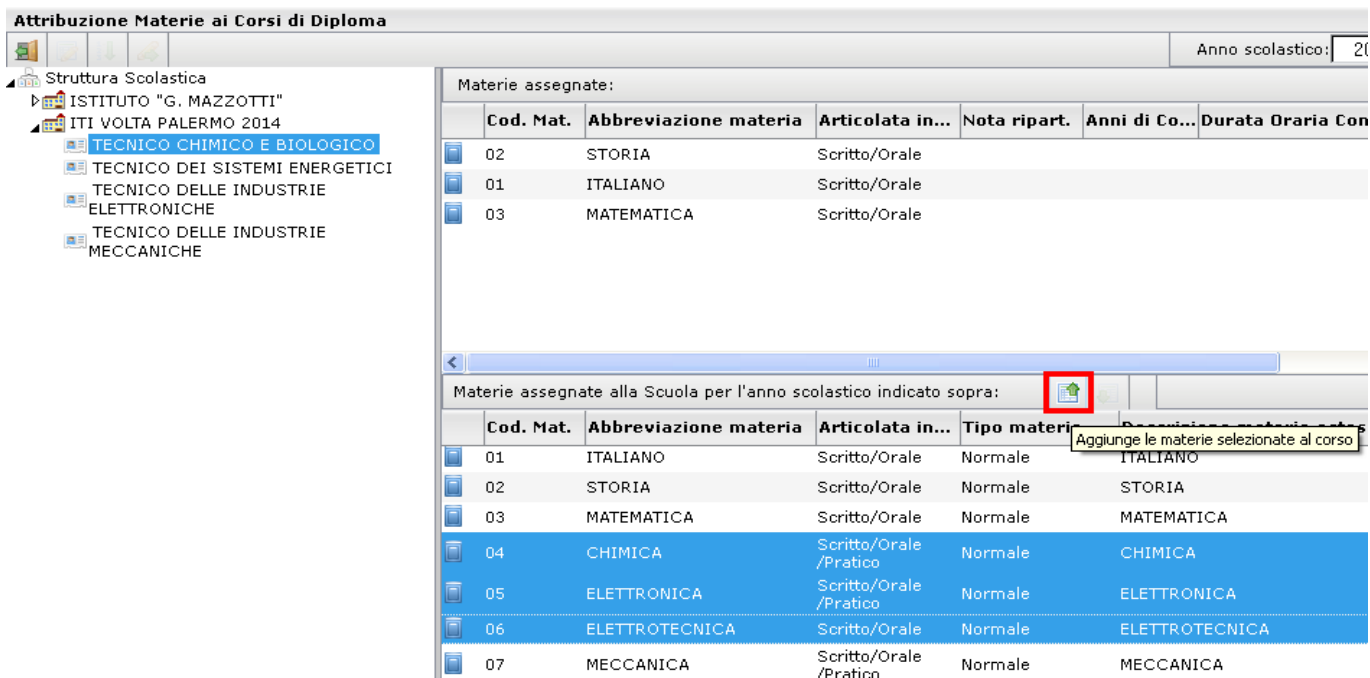 Attribuzione Materie ai Corsi di Diploma
Anno scolastico: 20
Struttura Scolastica
ISTITUTO "G. MAZZOTTI"
ITI VOLTA PALERMO 2014
TECNICO CHIMICO E BIOLOGICO
TECNICO DEI SISTEMI ENERGETICI
TECNICO DELLE INDUSTRIE
ELETTRONICHE
TECNICO DELLE INDUSTRIE
MECCANICHE
Materie assegnate:
Cod. Mat. Abbreviazione materia Articolata in... Nota ripart. Anni di Co... Durata Oraria Con
02 STORIA Scritto/Orale
01 ITALIANO Scritto/Orale
03 MATEMATICA Scritto/Orale
Materie assegnate alla Scuola per l'anno scolastico indicato sopra:
Cod. Mat. Abbreviazione materia Articolata in... Tipo materia
Aggiunge le materie selezionate al corso
01 ITALIANO Scritto/Orale Normale ITALIANO
02 STORIA Scritto/Orale Normale STORIA
03 MATEMATICA Scritto/Orale Normale MATEMATICA
04 CHIMICA Scritto/Orale /Pratico Normale CHIMICA
05 ELETTRONICA Scritto/Orale /Pratico Normale ELETTRONICA
06 ELETTROTECNICA Scritto/Orale Normale ELETTROTECNICA
07 MECCANICA Scritto/Orale /Pratico Normale MECCANICA